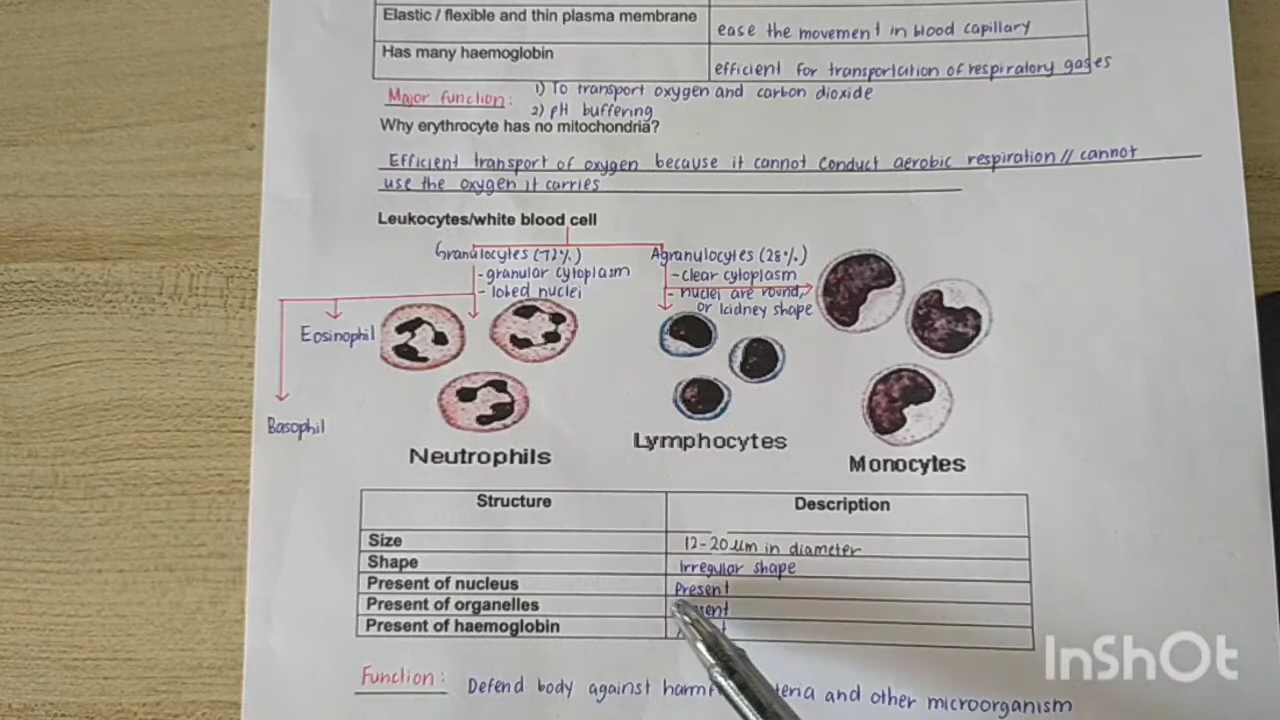 Elastic / flexible and thin plasma membrane
ease the movement in blood capillary
Has many haemoglobin
efficient for transportation of respiratory gases
Major function: 1) To transport oxygen and carbon dioxide
2) pH buffering
Why erythrocyte has no mitochondria?
Efficient transport of oxygen because it cannot conduct aerobic respiration // cannot
use the oxygen it carries
Leukocytes/white blood cell
Granulocytes (72%)
- granular cytoplasm
- lobed nuclei
Agranulocytes (28%)
- clear cytoplasm
- nuclei are round,
or kidney shape
Eosinophil
Basophil
Neutrophils
Lymphocytes
Monocytes
Structure Description
Size 12-20 µm in diameter
Shape Irregular shape
Present of nucleus Present
Present of organelles
Present of haemoglobin
Function: Defend body against and other microorganism
InShOt